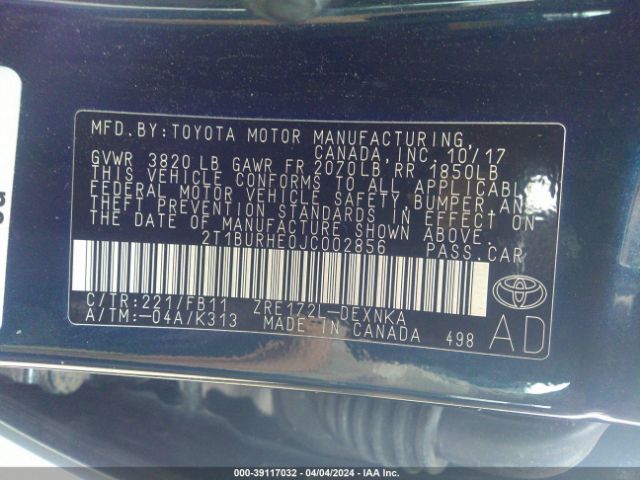 MFD. BY: TOYOTA MOTOR MANUFACTURING,
CANADA, INC. 10/17
GVWR 3820 LB GAWR FR 2070LB RR 1850LB
THIS VEHICLE CONFORMS TO ALL APPLICABLE
FEDERAL MOTOR VEHICLE SAFETY, BUMPER, AND
THEFT PREVENTION STANDARDS IN EFFECT ON
THE DATE OF MANUFACTURE SHOWN ABOVE.
2T1BURHE0JC002856 PASS. CAR
C/TR: 221/FB11 ZRE172L-DEXNKA
A/TM: -04A/K313 MADE IN CANADA 498
AD
000-39117032 - 04/04/2024 - IAA Inc.